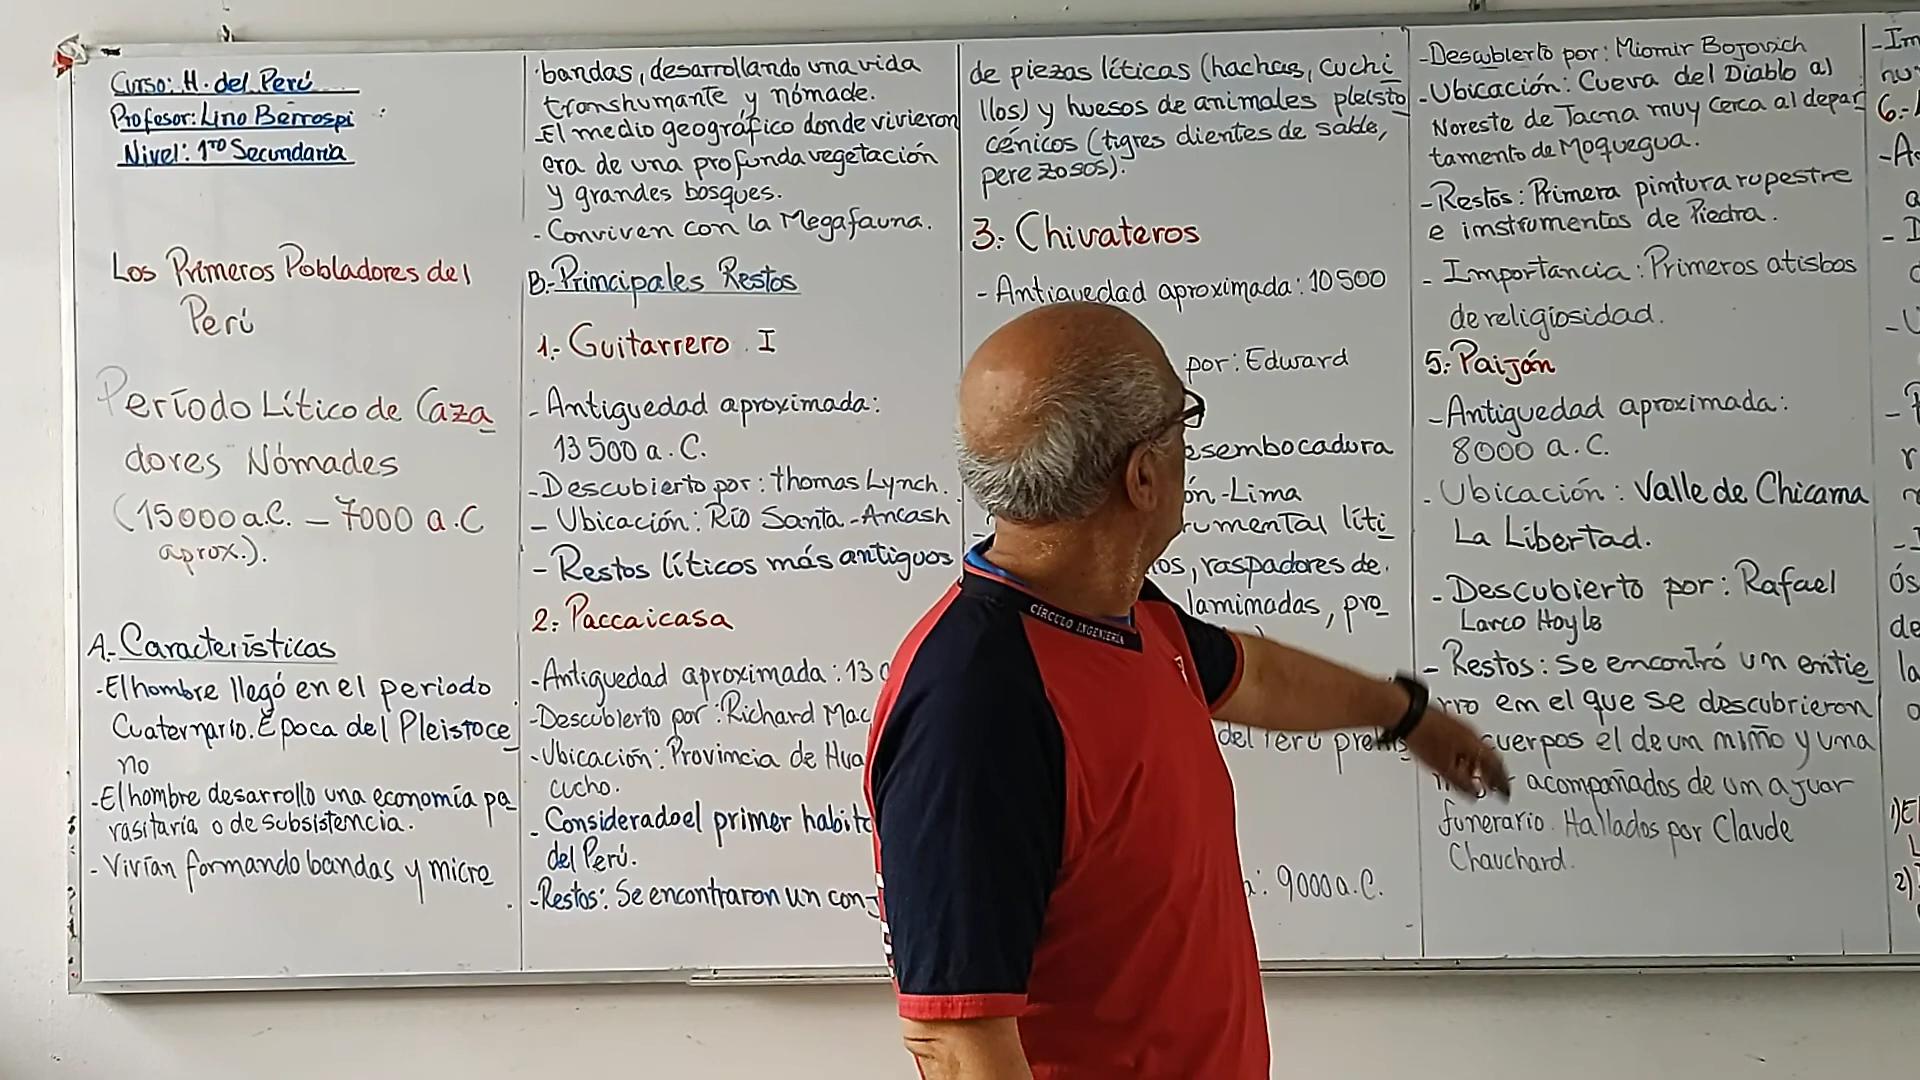 Curso: H. del Perú
Profesor: Lino Berrospi
Nivel: 1ro Secundaria
Los Primeros Pobladores del
Perú
Período Lítico de Caza
dores Nómades
(15000 a.C. - 7000 a.C
aprox.).
A.- Características
- El hombre llegó en el periodo
Cuaternario. Época del Pleistoce
no
- El hombre desarrollo una economía pa
rasitaria o de subsistencia.
- Vivían formando bandas y micro
bandas, desarrollando una vida
transhumante y nómade.
- El medio geográfico donde vivieron
era de una profunda vegetación
y grandes bosques.
- Conviven con la Megafauna.
B.- Principales Restos
1.- Guitarrero I
- Antiguedad aproximada:
13 500 a.C.
- Descubierto por: Thomas Lynch.
- Ubicación: Río Santa - Ancash
- Restos líticos más antiguos
2.- Paccaicasa
- Antiguedad aproximada: 13
- Descubierto por: Richard Mac
- Ubicación: Provincia de Hua
cucho.
- Considerado el primer
del Perú.
- Restos: Se encontraron un con
de piezas líticas (hachas, cuchi
llos) y huesos de animales pleisto
cénicos (tigres dientes de sable,
perezosos).
3.- Chivateros
- Antiguedad aproximada: 10 500
por: Edward
esembocadura
ón - Lima
rumental líti
os, raspadores de.
laminadas, pro
del Perú
: 9000 a.C.
- Descubierto por: Miomir Bojovich
- Ubicación: Cueva del Diablo al
Noreste de Tacna muy cerca al depar
tamento de Moquegua.
- Restos: Primera pintura rupestre
e instrumentos de Piedra.
- Importancia: Primeros atisbos
de religiosidad.
5.- Paiján
- Antiguedad aproximada:
8000 a.C.
- Ubicación: Valle de Chicama
La Libertad.
- Descubierto por: Rafael
Larco Hoyle
- Restos: Se encontró un entie
rro en el que se descubrieron
cuerpos el de un niño y una
acompañados de un ajuar
funerario. Hallados por Claude
Chauchard.
- Im
6.-
1) E
2)
CÍRCULO INGENIERÍA